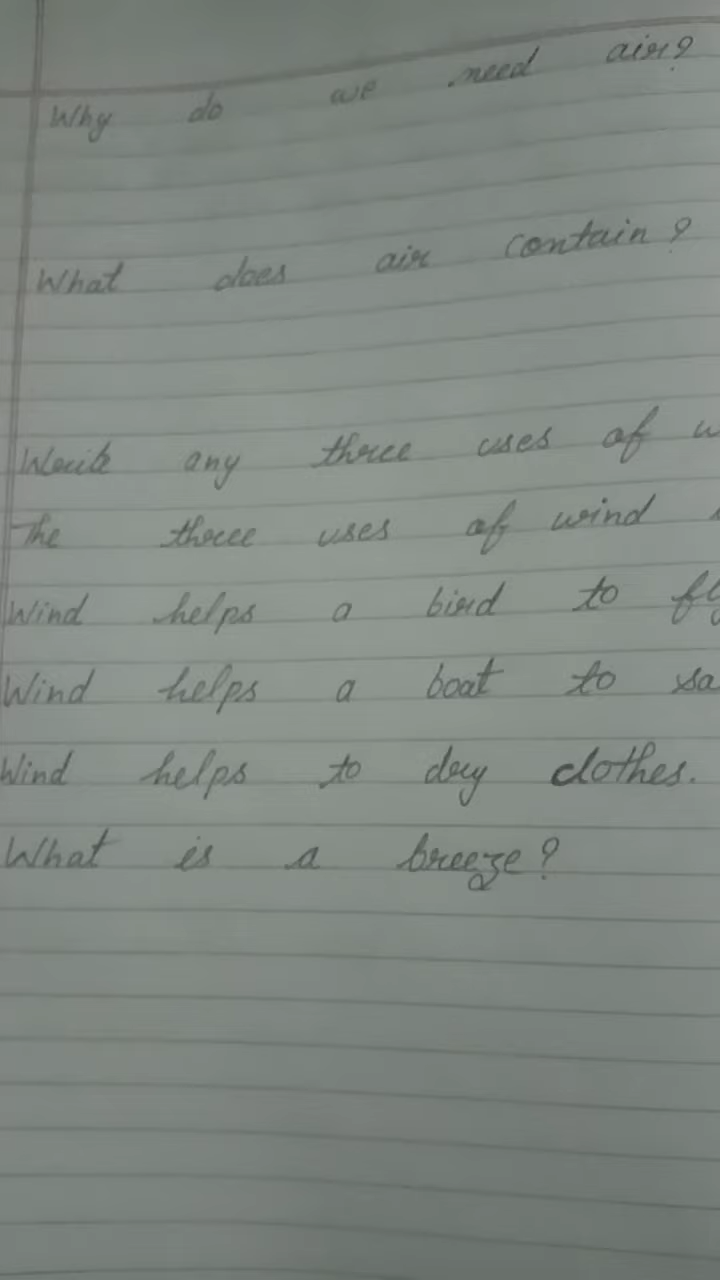 Why do we need air?
What does air contain?
Write any three uses of
The three uses of wind
Wind helps a bird to
Wind helps a boat to
Wind helps to dry clothes.
What is a breeze?